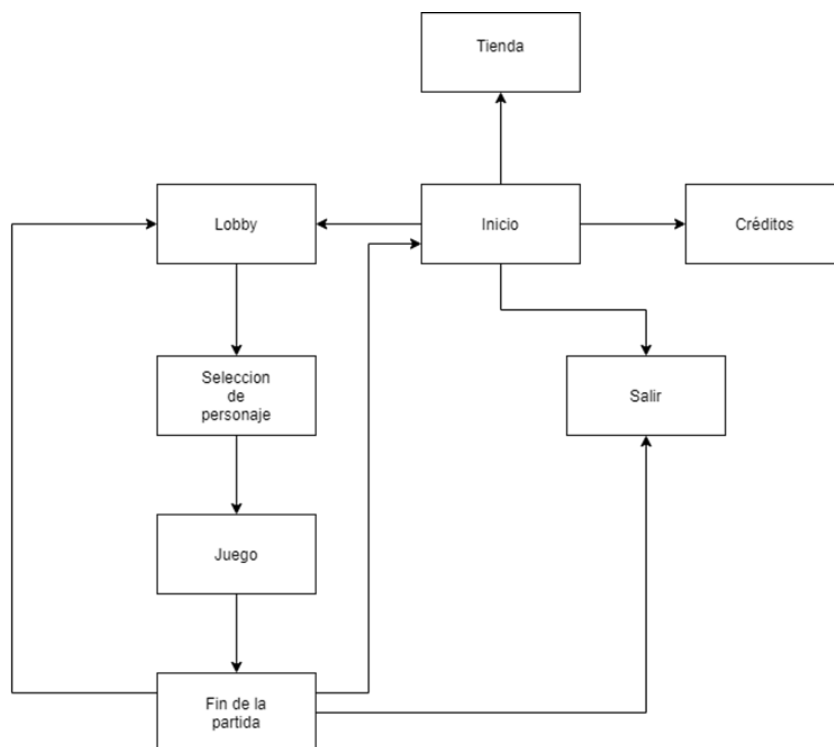 Tienda
Lobby
Inicio
Créditos
Seleccion
de
personaje
Salir
Juego
Fin de la
partida